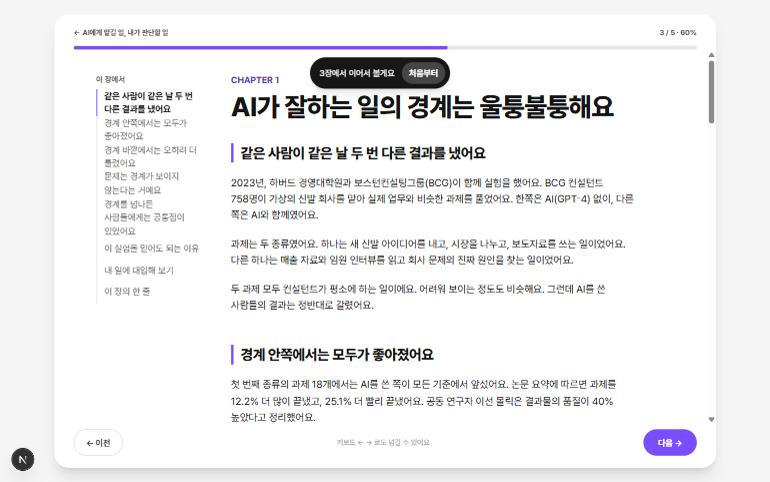 ← AI에게 맡길 일, 내가 판단할 일
3 / 5 · 60%
3장에서 이어서 볼게요 처음부터
이 장에서
같은 사람이 같은 날 두 번
다른 결과를 냈어요
경계 안쪽에서는 모두가
좋아졌어요
경계 바깥에서는 오히려 더
틀렸어요
문제는 경계가 보이지
않는다는 거예요
경계를 넘나든
사람들에게는 공통점이
있었어요
이 실험을 믿어도 되는 이유
내 일에 대입해 보기
이 장의 한 줄
CHAPTER 1
AI가 잘하는 일의 경계는 울퉁불퉁해요
같은 사람이 같은 날 두 번 다른 결과를 냈어요
2023년, 하버드 경영대학원과 보스턴컨설팅그룹(BCG)이 함께 실험을 했어요. BCG 컨설턴트
758명이 가상의 신발 회사를 맡아 실제 업무와 비슷한 과제를 풀었어요. 한쪽은 AI(GPT-4) 없이, 다른
쪽은 AI와 함께였어요.
과제는 두 종류였어요. 하나는 새 신발 아이디어를 내고, 시장을 나누고, 보도자료를 쓰는 일이었어요.
다른 하나는 매출 자료와 임원 인터뷰를 읽고 회사 문제의 진짜 원인을 찾는 일이었어요.
두 과제 모두 컨설턴트가 평소에 하는 일이에요. 어려워 보이는 정도도 비슷해요. 그런데 AI를 쓴
사람들의 결과는 정반대로 갈렸어요.
경계 안쪽에서는 모두가 좋아졌어요
첫 번째 종류의 과제 18개에서는 AI를 쓴 쪽이 모든 기준에서 앞섰어요. 논문 요약에 따르면 과제를
12.2% 더 많이 끝냈고, 25.1% 더 빨리 끝냈어요. 공동 연구자 이선 몰릭은 결과물의 품질이 40%
높았다고 정리했어요.
← 이전
키보드 ← → 로도 넘길 수 있어요
다음 →
N